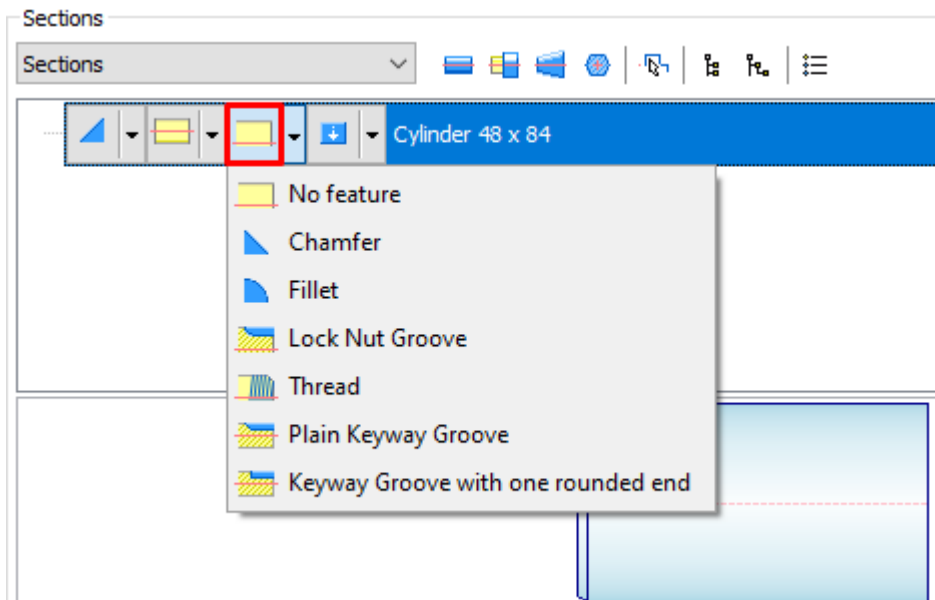 Sections
Sections
Cylinder 48 x 84
No feature
Chamfer
Fillet
Lock Nut Groove
Thread
Plain Keyway Groove
Keyway Groove with one rounded end